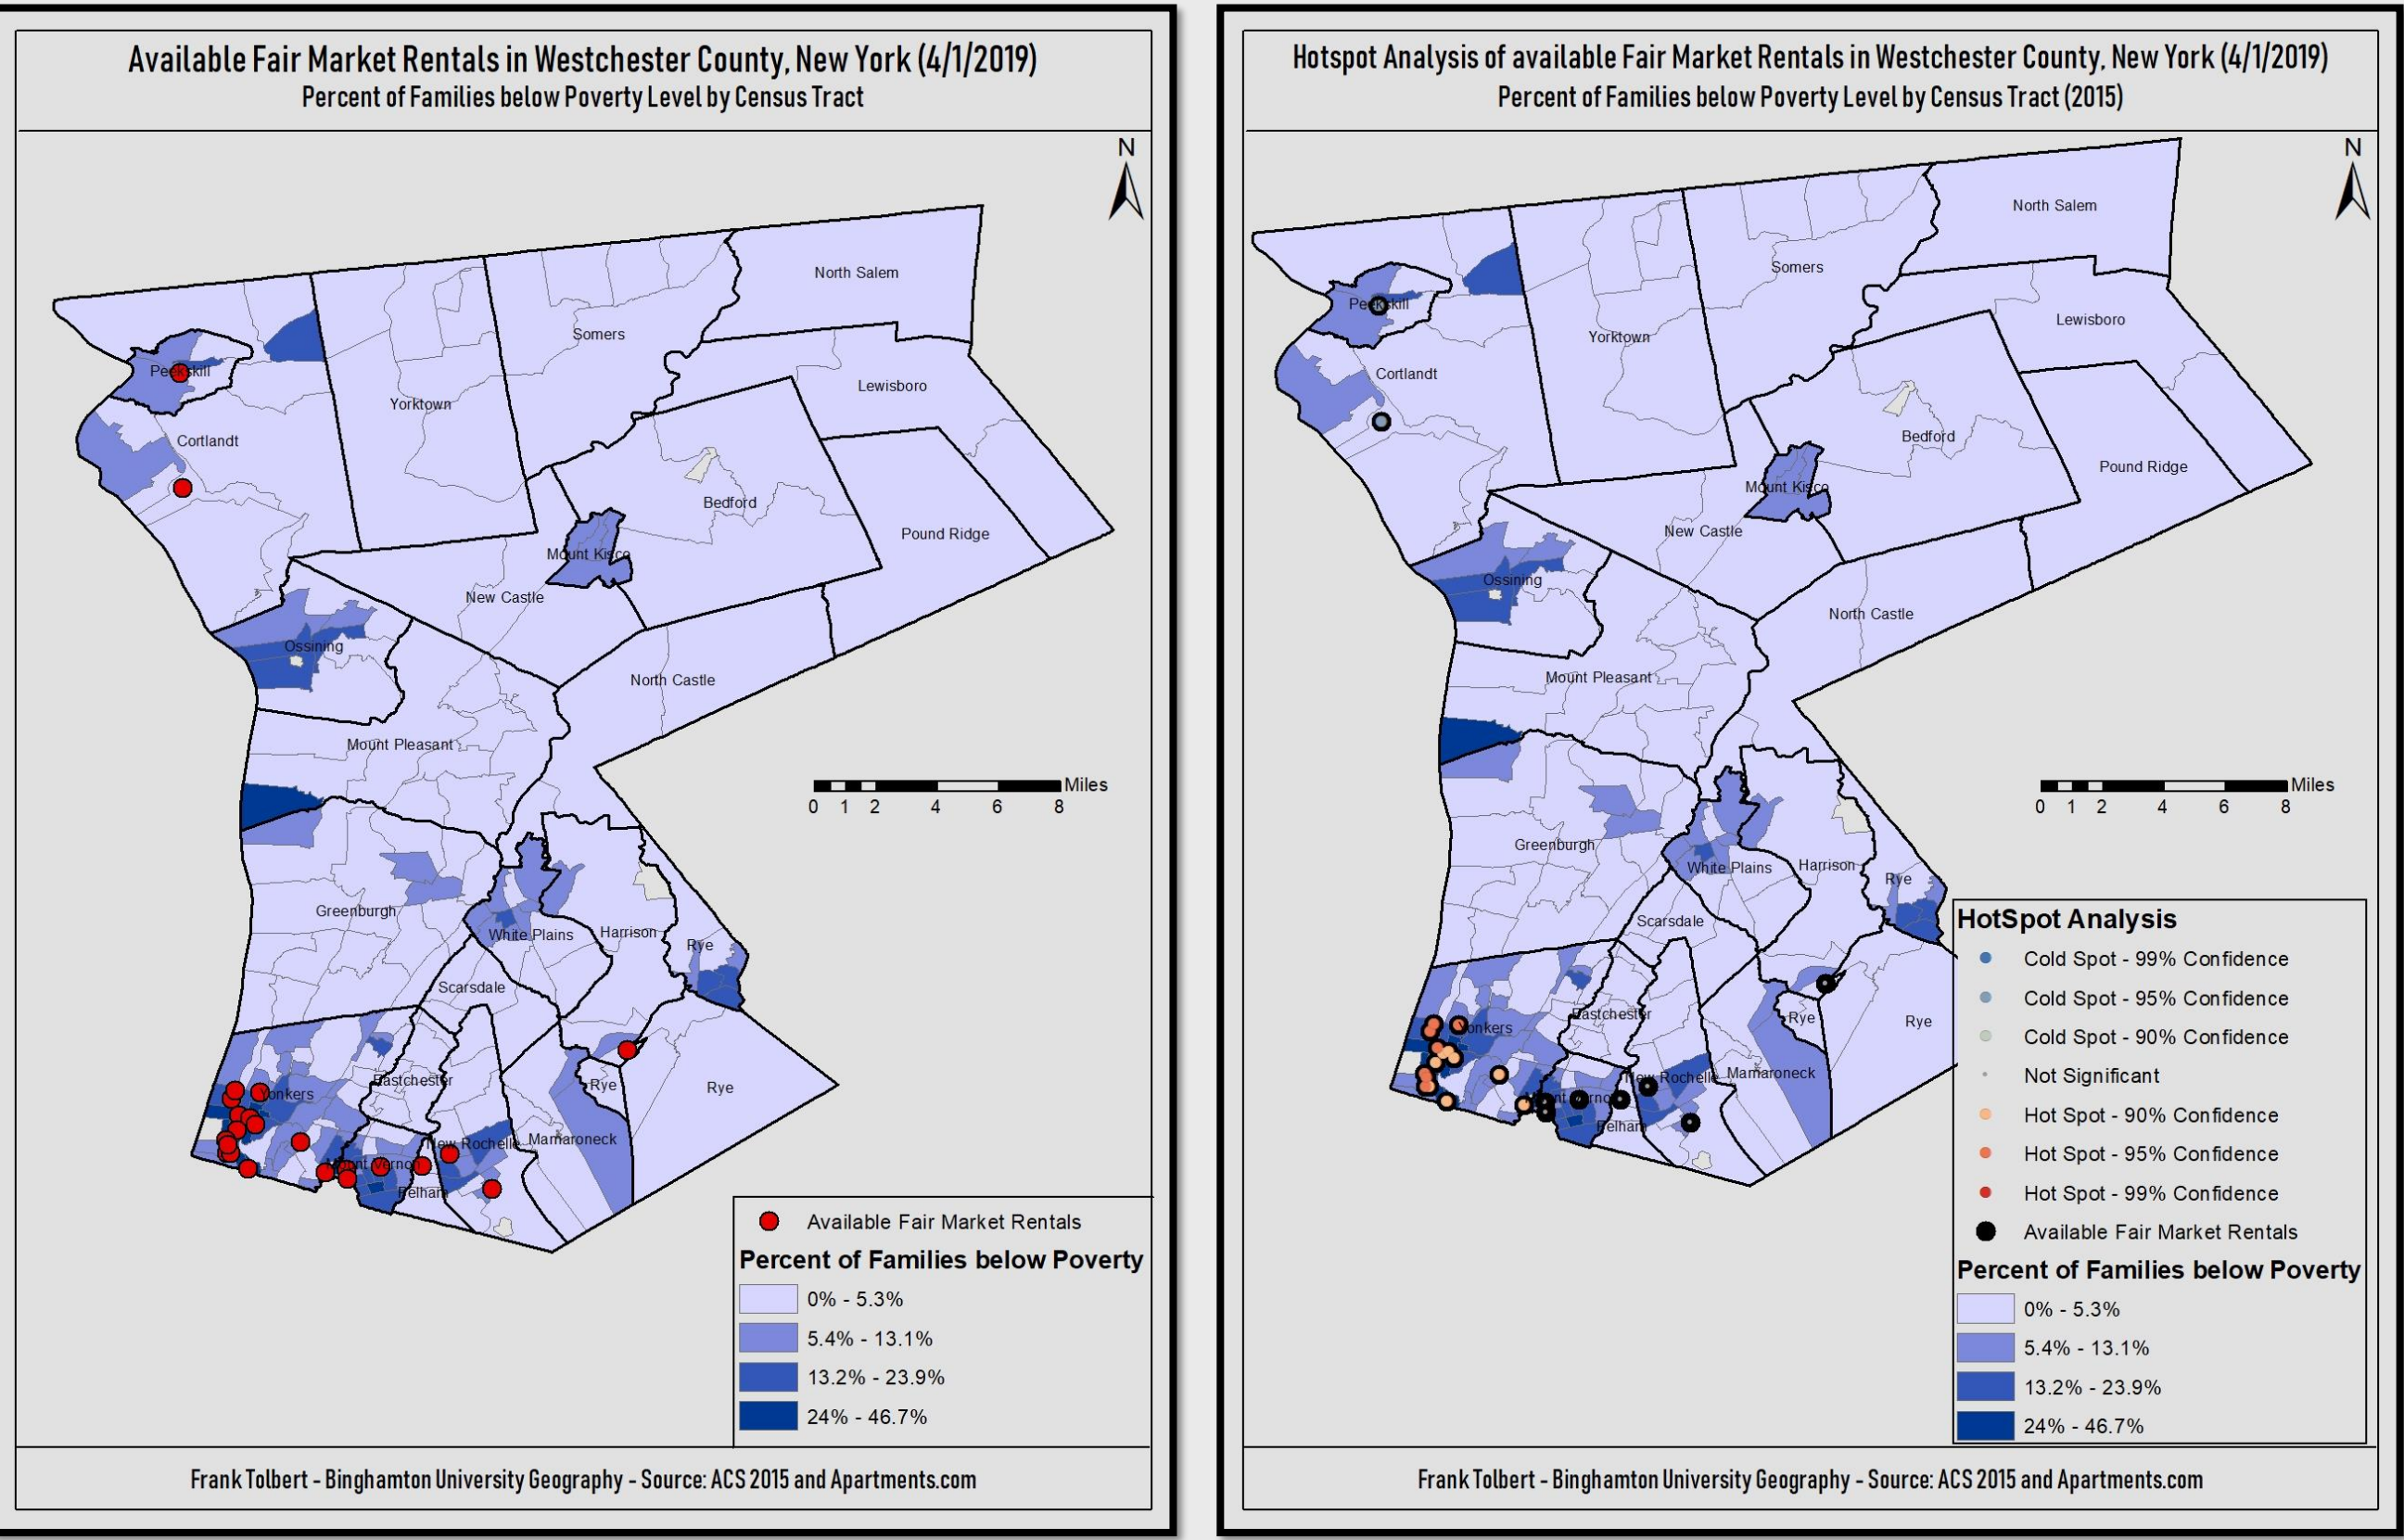 Available Fair Market Rentals in Westchester County, New York (4/1/2019)
Percent of Families below Poverty Level by Census Tract
N
North Salem
Somers
Peekskill
Lewisboro
Yorktown
Cortlandt
Bedford
Pound Ridge
Mount Kisco
New Castle
Ossining
North Castle
Mount Pleasant
Miles
0 1 2 4 6 8
Greenburgh
White Plains
Harrison
Rye
Scarsdale
Eastchester
Rye
Rye
Yonkers
New Rochelle
Mamaroneck
Mount Vernon
Pelham
Available Fair Market Rentals
Percent of Families below Poverty
0% - 5.3%
5.4% - 13.1%
13.2% - 23.9%
24% - 46.7%
Frank Tolbert - Binghamton University Geography - Source: ACS 2015 and Apartments.com
Hotspot Analysis of available Fair Market Rentals in Westchester County, New York (4/1/2019)
Percent of Families below Poverty Level by Census Tract (2015)
N
North Salem
Somers
Peekskill
Lewisboro
Yorktown
Cortlandt
Bedford
Pound Ridge
Mount Kisco
New Castle
Ossining
North Castle
Mount Pleasant
Miles
0 1 2 4 6 8
Greenburgh
White Plains
Harrison
Rye
Scarsdale
Eastchester
Rye
Rye
Yonkers
New Rochelle
Mamaroneck
Mount Vernon
Pelham
HotSpot Analysis
Cold Spot - 99% Confidence
Cold Spot - 95% Confidence
Cold Spot - 90% Confidence
Not Significant
Hot Spot - 90% Confidence
Hot Spot - 95% Confidence
Hot Spot - 99% Confidence
Available Fair Market Rentals
Percent of Families below Poverty
0% - 5.3%
5.4% - 13.1%
13.2% - 23.9%
24% - 46.7%
Frank Tolbert - Binghamton University Geography - Source: ACS 2015 and Apartments.com